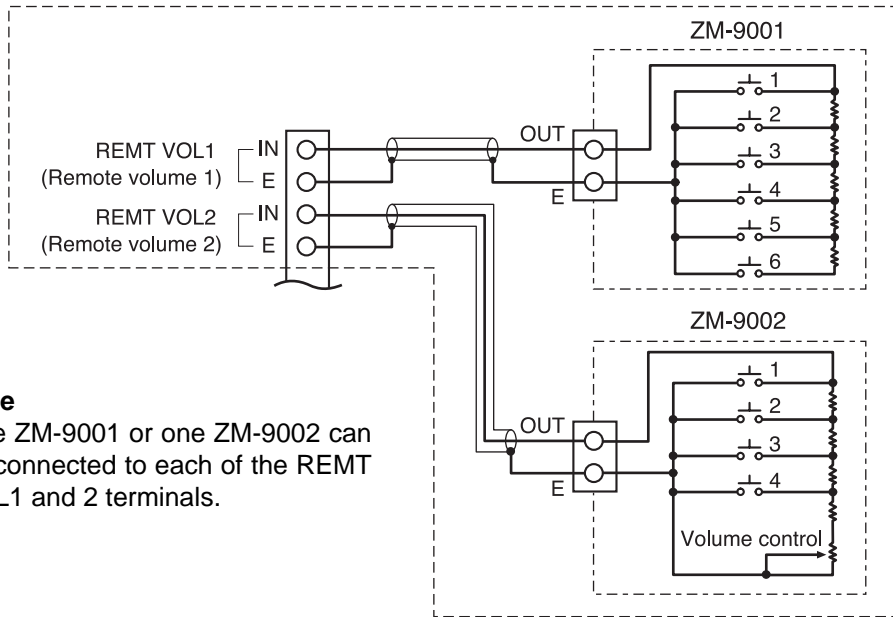 ZM-9001
1
2
3
4
5
6
OUT
E
REMT VOL1
(Remote volume 1)
IN
E
REMT VOL2
(Remote volume 2)
IN
E
ZM-9002
1
2
3
4
Volume control
OUT
E
ZM-9001 or one ZM-9002 can
connected to each of the REMT
1 and 2 terminals.